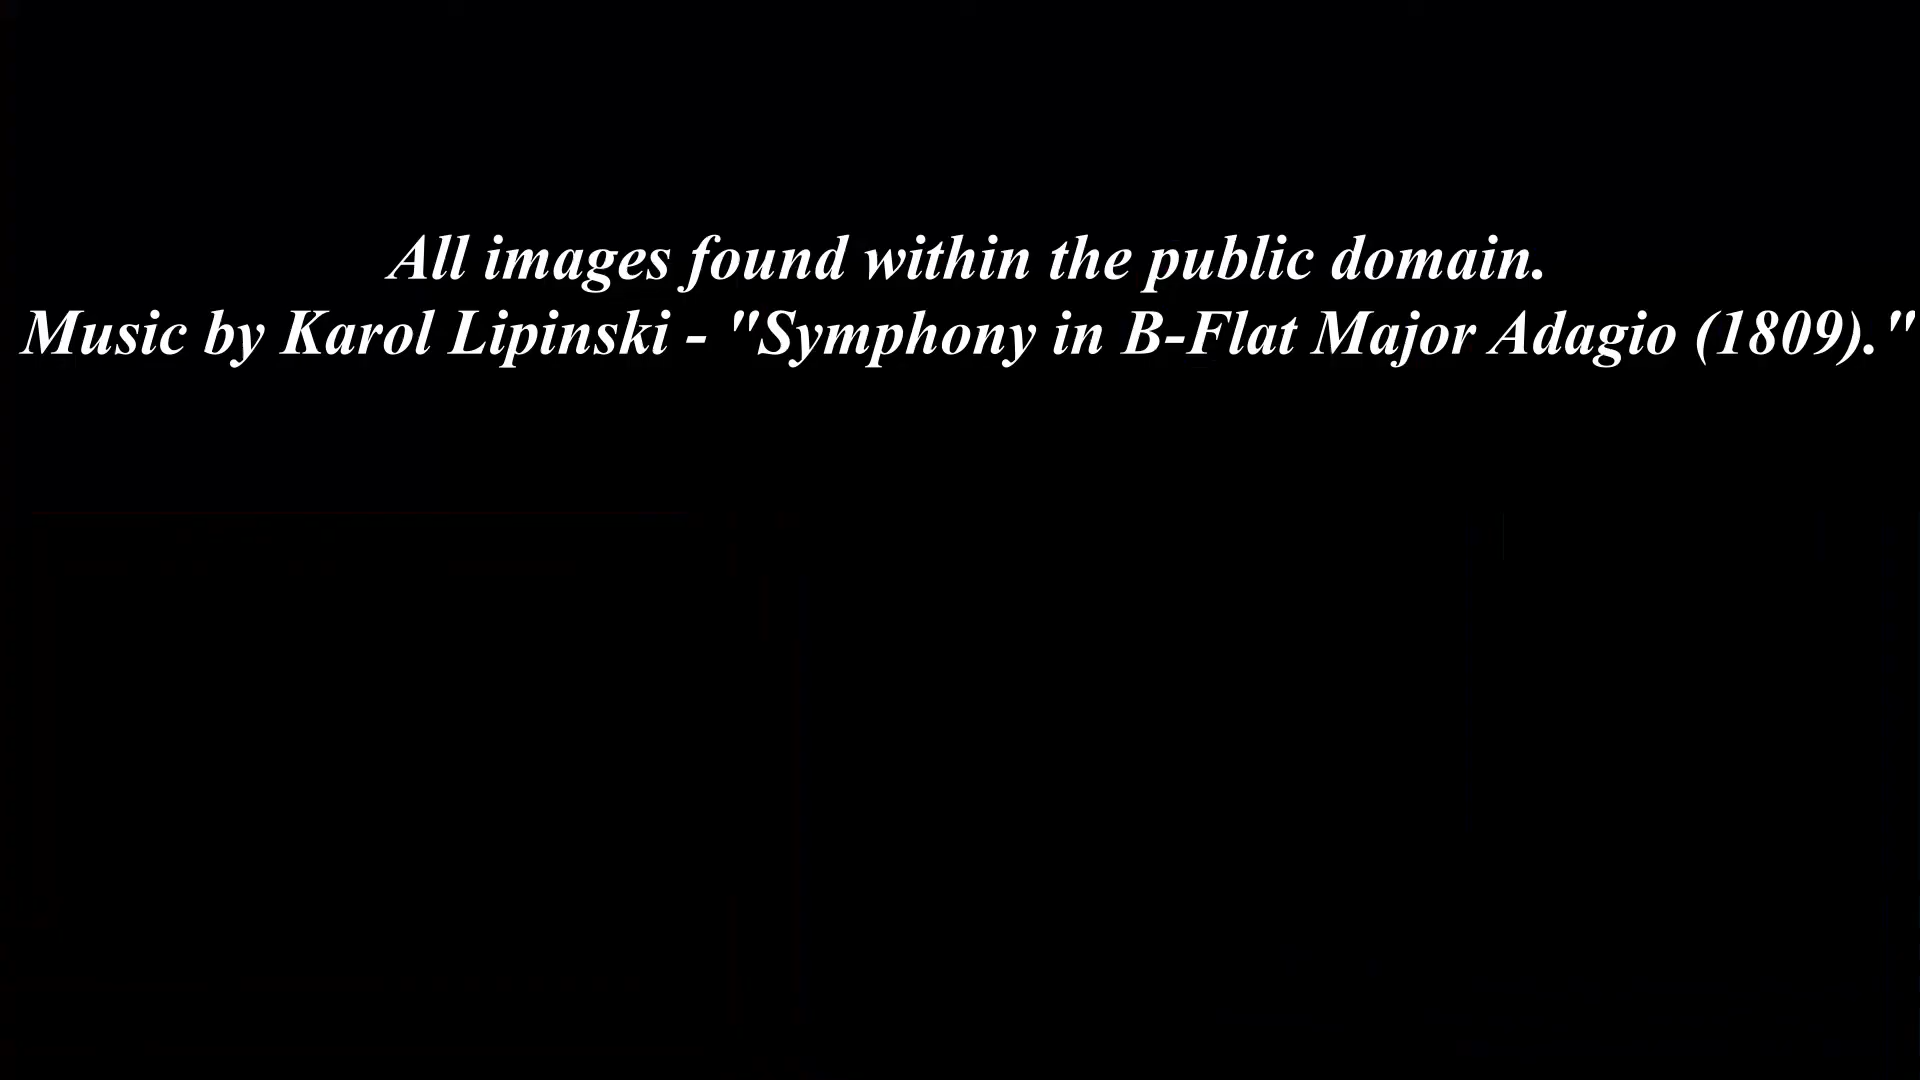 All images found within the public domain.
Music by Karol Lipinski - "Symphony in B-Flat Major Adagio (1809)."